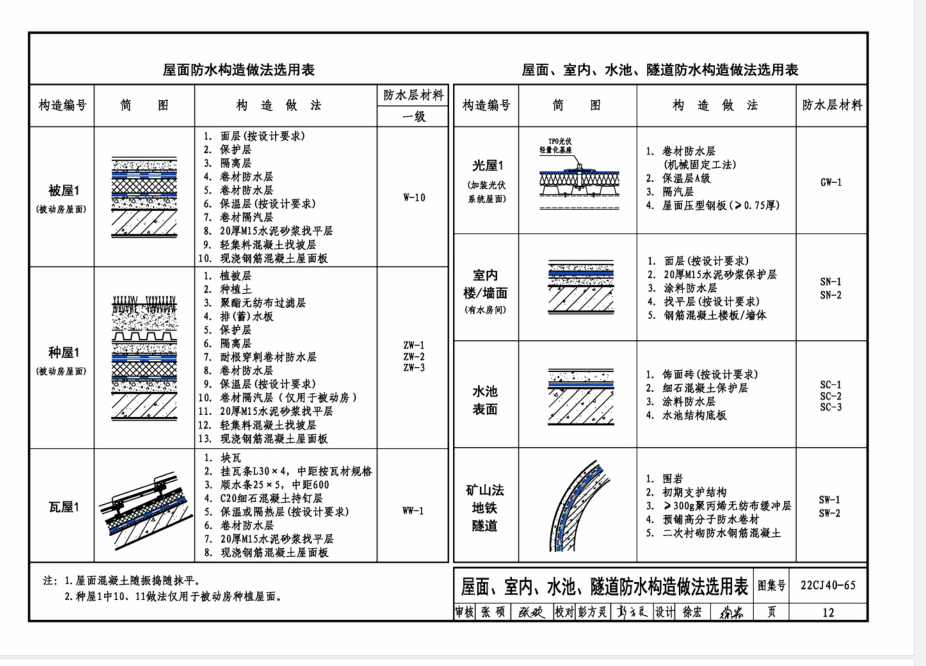 屋面防水构造做法选用表
构造编号 简 图 构 造 做 法 防水层材料
一级
被屋1
(被动房屋面)
1. 面层(按设计要求)
2. 保护层
3. 隔离层
4. 卷材防水层
5. 卷材防水层
6. 保温层(按设计要求)
7. 卷材隔汽层
8. 20厚M15水泥砂浆找平层
9. 轻集料混凝土找坡层
10. 现浇钢筋混凝土屋面板
W-10
种屋1
(被动房屋面)
1. 植被层
2. 种植土
3. 聚酯无纺布过滤层
4. 排(蓄)水板
5. 保护层
6. 隔离层
7. 耐根穿刺卷材防水层
8. 卷材防水层
9. 保温层(按设计要求)
10. 卷材隔汽层(仅用于被动房)
11. 20厚M15水泥砂浆找平层
12. 轻集料混凝土找坡层
13. 现浇钢筋混凝土屋面板
ZW-1
ZW-2
ZW-3
瓦屋1
1. 块瓦
2. 挂瓦条L30×4，中距按瓦材规格
3. 顺水条25×5，中距600
4. C20细石混凝土持钉层
5. 保温或隔热层(按设计要求)
6. 卷材防水层
7. 20厚M15水泥砂浆找平层
8. 现浇钢筋混凝土屋面板
WW-1
注: 1.屋面混凝土随振捣随抹平。
2.种屋1中10、11做法仅用于被动房种植屋面。
屋面、室内、水池、隧道防水构造做法选用表
构造编号 简 图 构 造 做 法 防水层材料
光屋1
(加装光伏
系统屋面)
TPO光伏
轻量化基座
1. 卷材防水层
(机械固定工法)
2. 保温层A级
3. 隔汽层
4. 屋面压型钢板(≥0.75厚)
GW-1
室内
楼/墙面
(有水房间)
1. 面层(按设计要求)
2. 20厚M15水泥砂浆保护层
3. 涂料防水层
4. 找平层(按设计要求)
5. 钢筋混凝土楼板/墙体
SN-1
SN-2
水池
表面
1. 饰面砖(按设计要求)
2. 细石混凝土保护层
3. 涂料防水层
4. 水池结构底板
SC-1
SC-2
SC-3
矿山法
地铁
隧道
1. 围岩
2. 初期支护结构
3. ≥300g聚丙烯无纺布缓冲层
4. 预铺高分子防水卷材
5. 二次衬砌防水钢筋混凝土
SW-1
SW-2
屋面、室内、水池、隧道防水构造做法选用表 图集号 22CJ40-65
审核 张 硕 校对 彭方灵 设计 徐宏 页 12